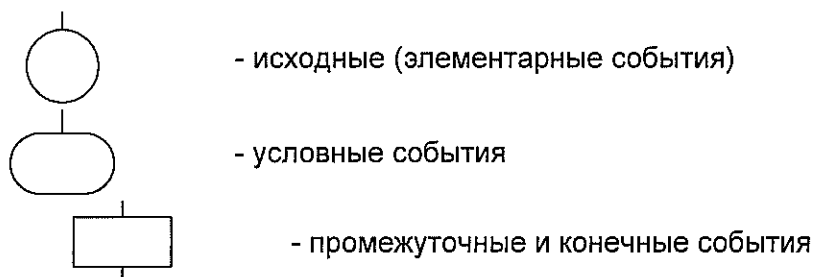 - исходные (элементарные события)
- условные события
- промежуточные и конечные события